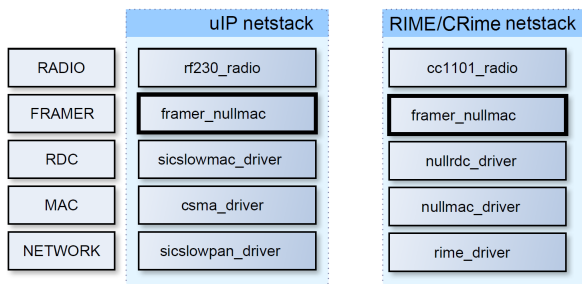 uIP netstack
RIME/CRime netstack
RADIO
rf230_radio
cc1101_radio
FRAMER
framer_nullmac
framer_nullmac
RDC
sicslowmac_driver
nullrdc_driver
MAC
csma_driver
nullmac_driver
NETWORK
sicslowpan_driver
rime_driver